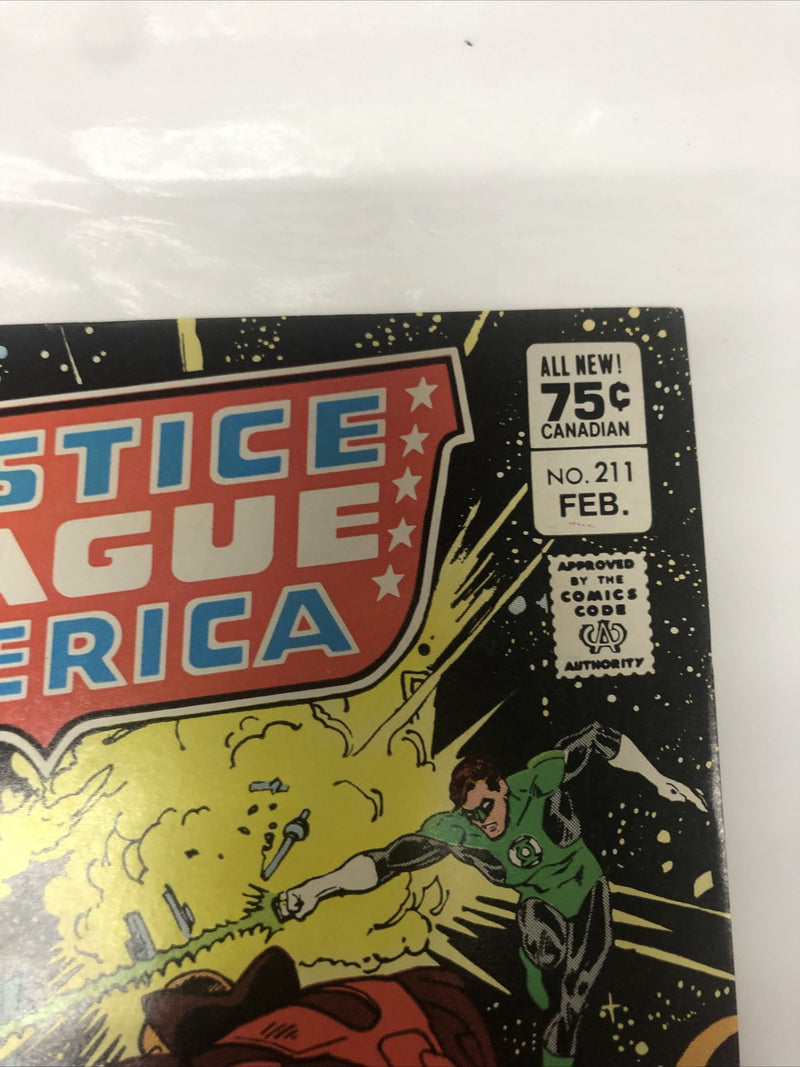 STICE
AGUE
ERICA
ALL NEW!
75¢
CANADIAN
NO. 211
FEB.
APPROVED
BY THE
COMICS
CODE
CA
AUTHORITY